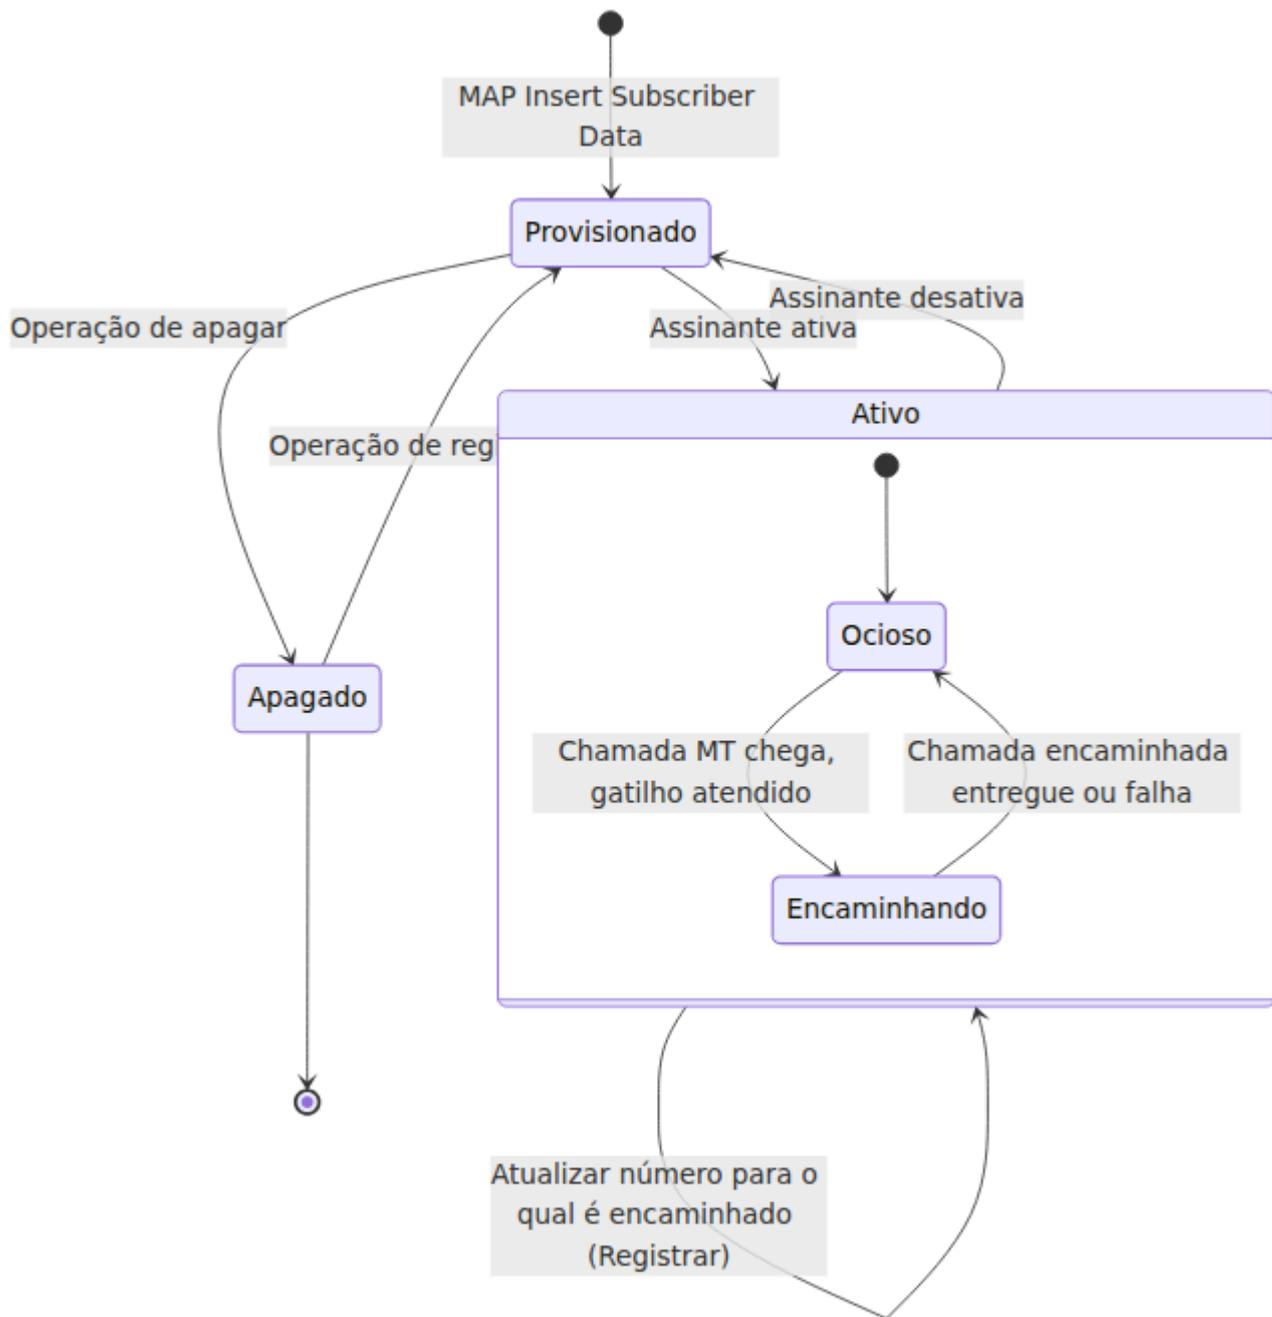 MAP Insert Subscriber
Data
Provisionado
Assinante desativa
Operação de apagar
Assinante ativa
Ativo
Operação de reg
Ocioso
Apagado
Chamada MT chega,
gatilho atendido
Chamada encaminhada
entregue ou falha
Encaminhando
Atualizar número para o
qual é encaminhado
(Registrar)